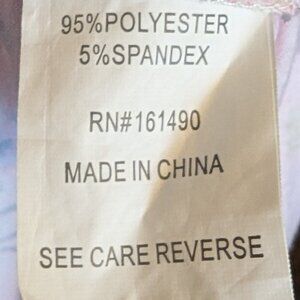 95%POLYESTER
5%SPANDEX
RN#161490
MADE IN CHINA
SEE CARE REVERSE